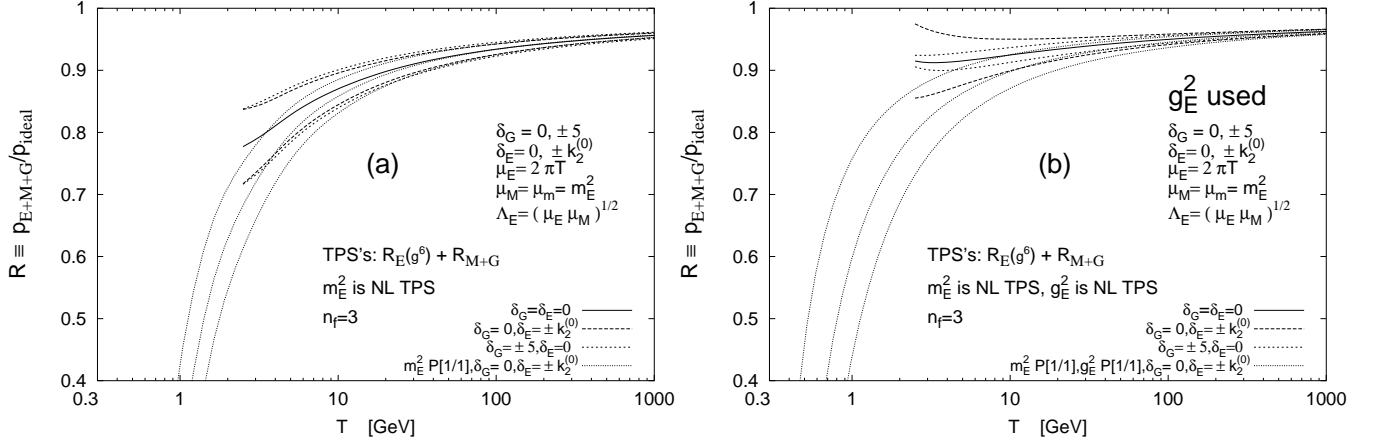 R ≡ p_{E+M+G}/p_{ideal}
1
0.9
0.8
0.7
0.6
0.5
0.4
0.3
1
10
100
1000
T [GeV]
(a)
δ_G = 0, ± 5
δ_E= 0, ± k_2^{(0)}
μ_E= 2 πT
μ_M= μ_m= m_E^2
Λ_E= ( μ_E μ_M )^{1/2}
TPS's: R_E(g^6) + R_{M+G}
m_E^2 is NL TPS
n_f=3
δ_G=δ_E=0
δ_G= 0,δ_E= ± k_2^{(0)}
δ_G= ± 5,δ_E=0
m_E^2 P[1/1],δ_G= 0,δ_E= ± k_2^{(0)}
R ≡ p_{E+M+G}/p_{ideal}
1
0.9
0.8
0.7
0.6
0.5
0.4
0.3
1
10
100
1000
T [GeV]
(b)
g_E^2 used
δ_G = 0, ± 5
δ_E= 0, ± k_2^{(0)}
μ_E= 2 πT
μ_M= μ_m= m_E^2
Λ_E= ( μ_E μ_M )^{1/2}
TPS's: R_E(g^6) + R_{M+G}
m_E^2 is NL TPS, g_E^2 is NL TPS
n_f=3
δ_G=δ_E=0
δ_G= 0,δ_E= ± k_2^{(0)}
δ_G= ± 5,δ_E=0
m_E^2 P[1/1],g_E^2 P[1/1],δ_G= 0,δ_E= ± k_2^{(0)}